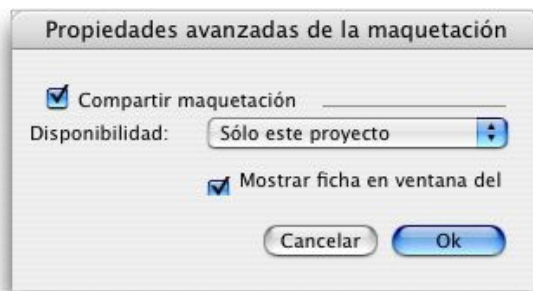 Propiedades avanzadas de la maquetación
Compartir maquetación
Disponibilidad: Sólo este proyecto
Mostrar ficha en ventana del
Cancelar Ok